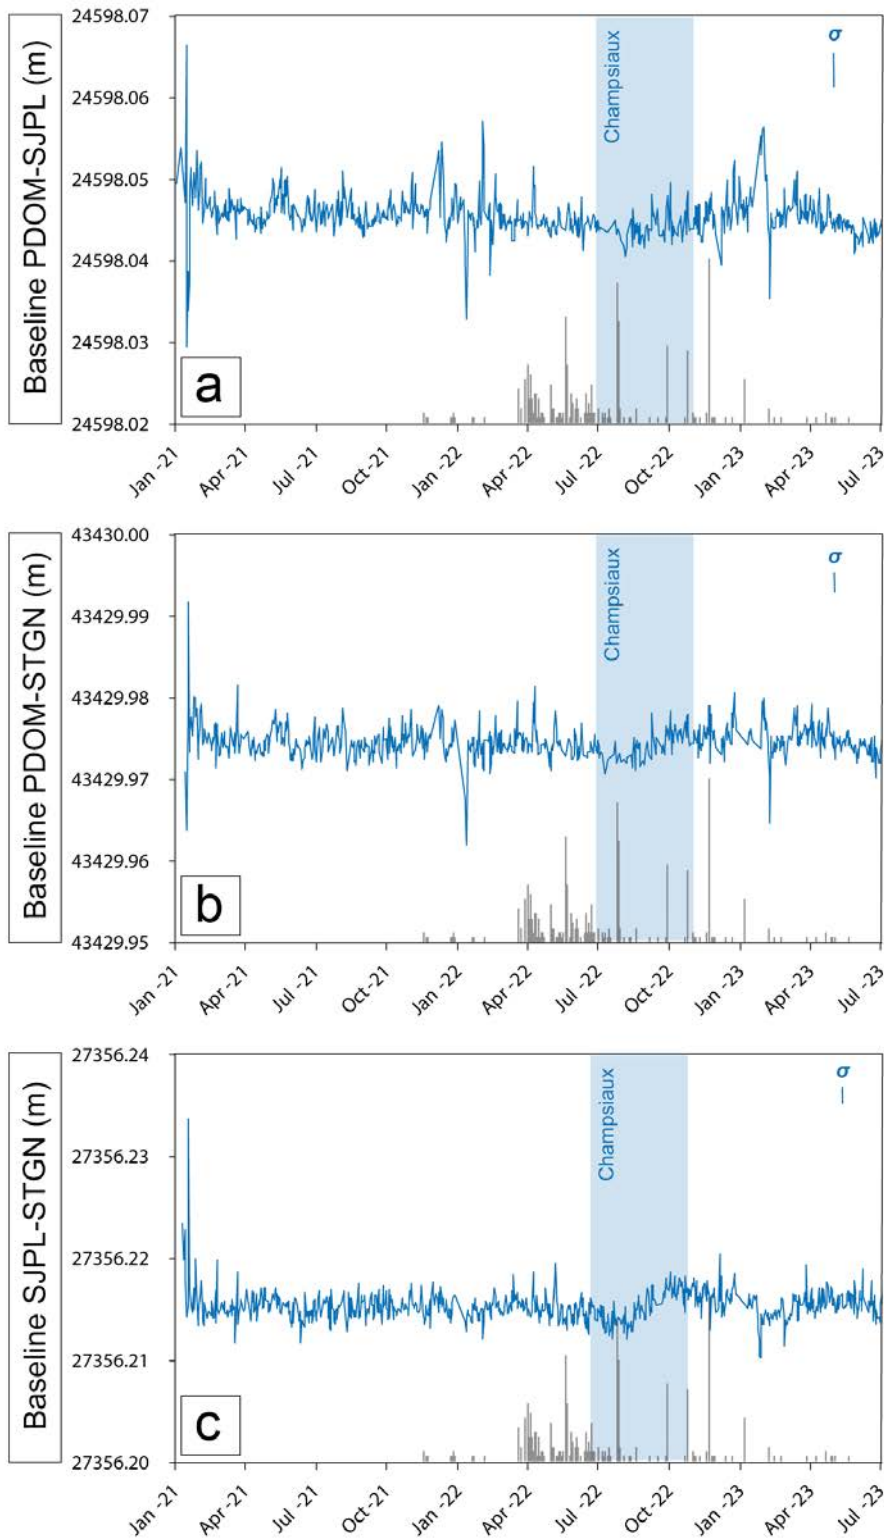 Baseline PDOM-SJPL (m)
24598.07
24598.06
24598.05
24598.04
24598.03
24598.02
Champsiaux
σ
a
Jan -21
Apr -21
Jul -21
Oct -21
Jan -22
Apr -22
Jul -22
Oct -22
Jan -23
Apr -23
Jul -23
Baseline PDOM-STGN (m)
43430.00
43429.99
43429.98
43429.97
43429.96
43429.95
Champsiaux
σ
b
Jan -21
Apr -21
Jul -21
Oct -21
Jan -22
Apr -22
Jul -22
Oct -22
Jan -23
Apr -23
Jul -23
Baseline SJPL-STGN (m)
27356.24
27356.23
27356.22
27356.21
27356.20
Champsiaux
σ
c
Jan -21
Apr -21
Jul -21
Oct -21
Jan -22
Apr -22
Jul -22
Oct -22
Jan -23
Apr -23
Jul -23